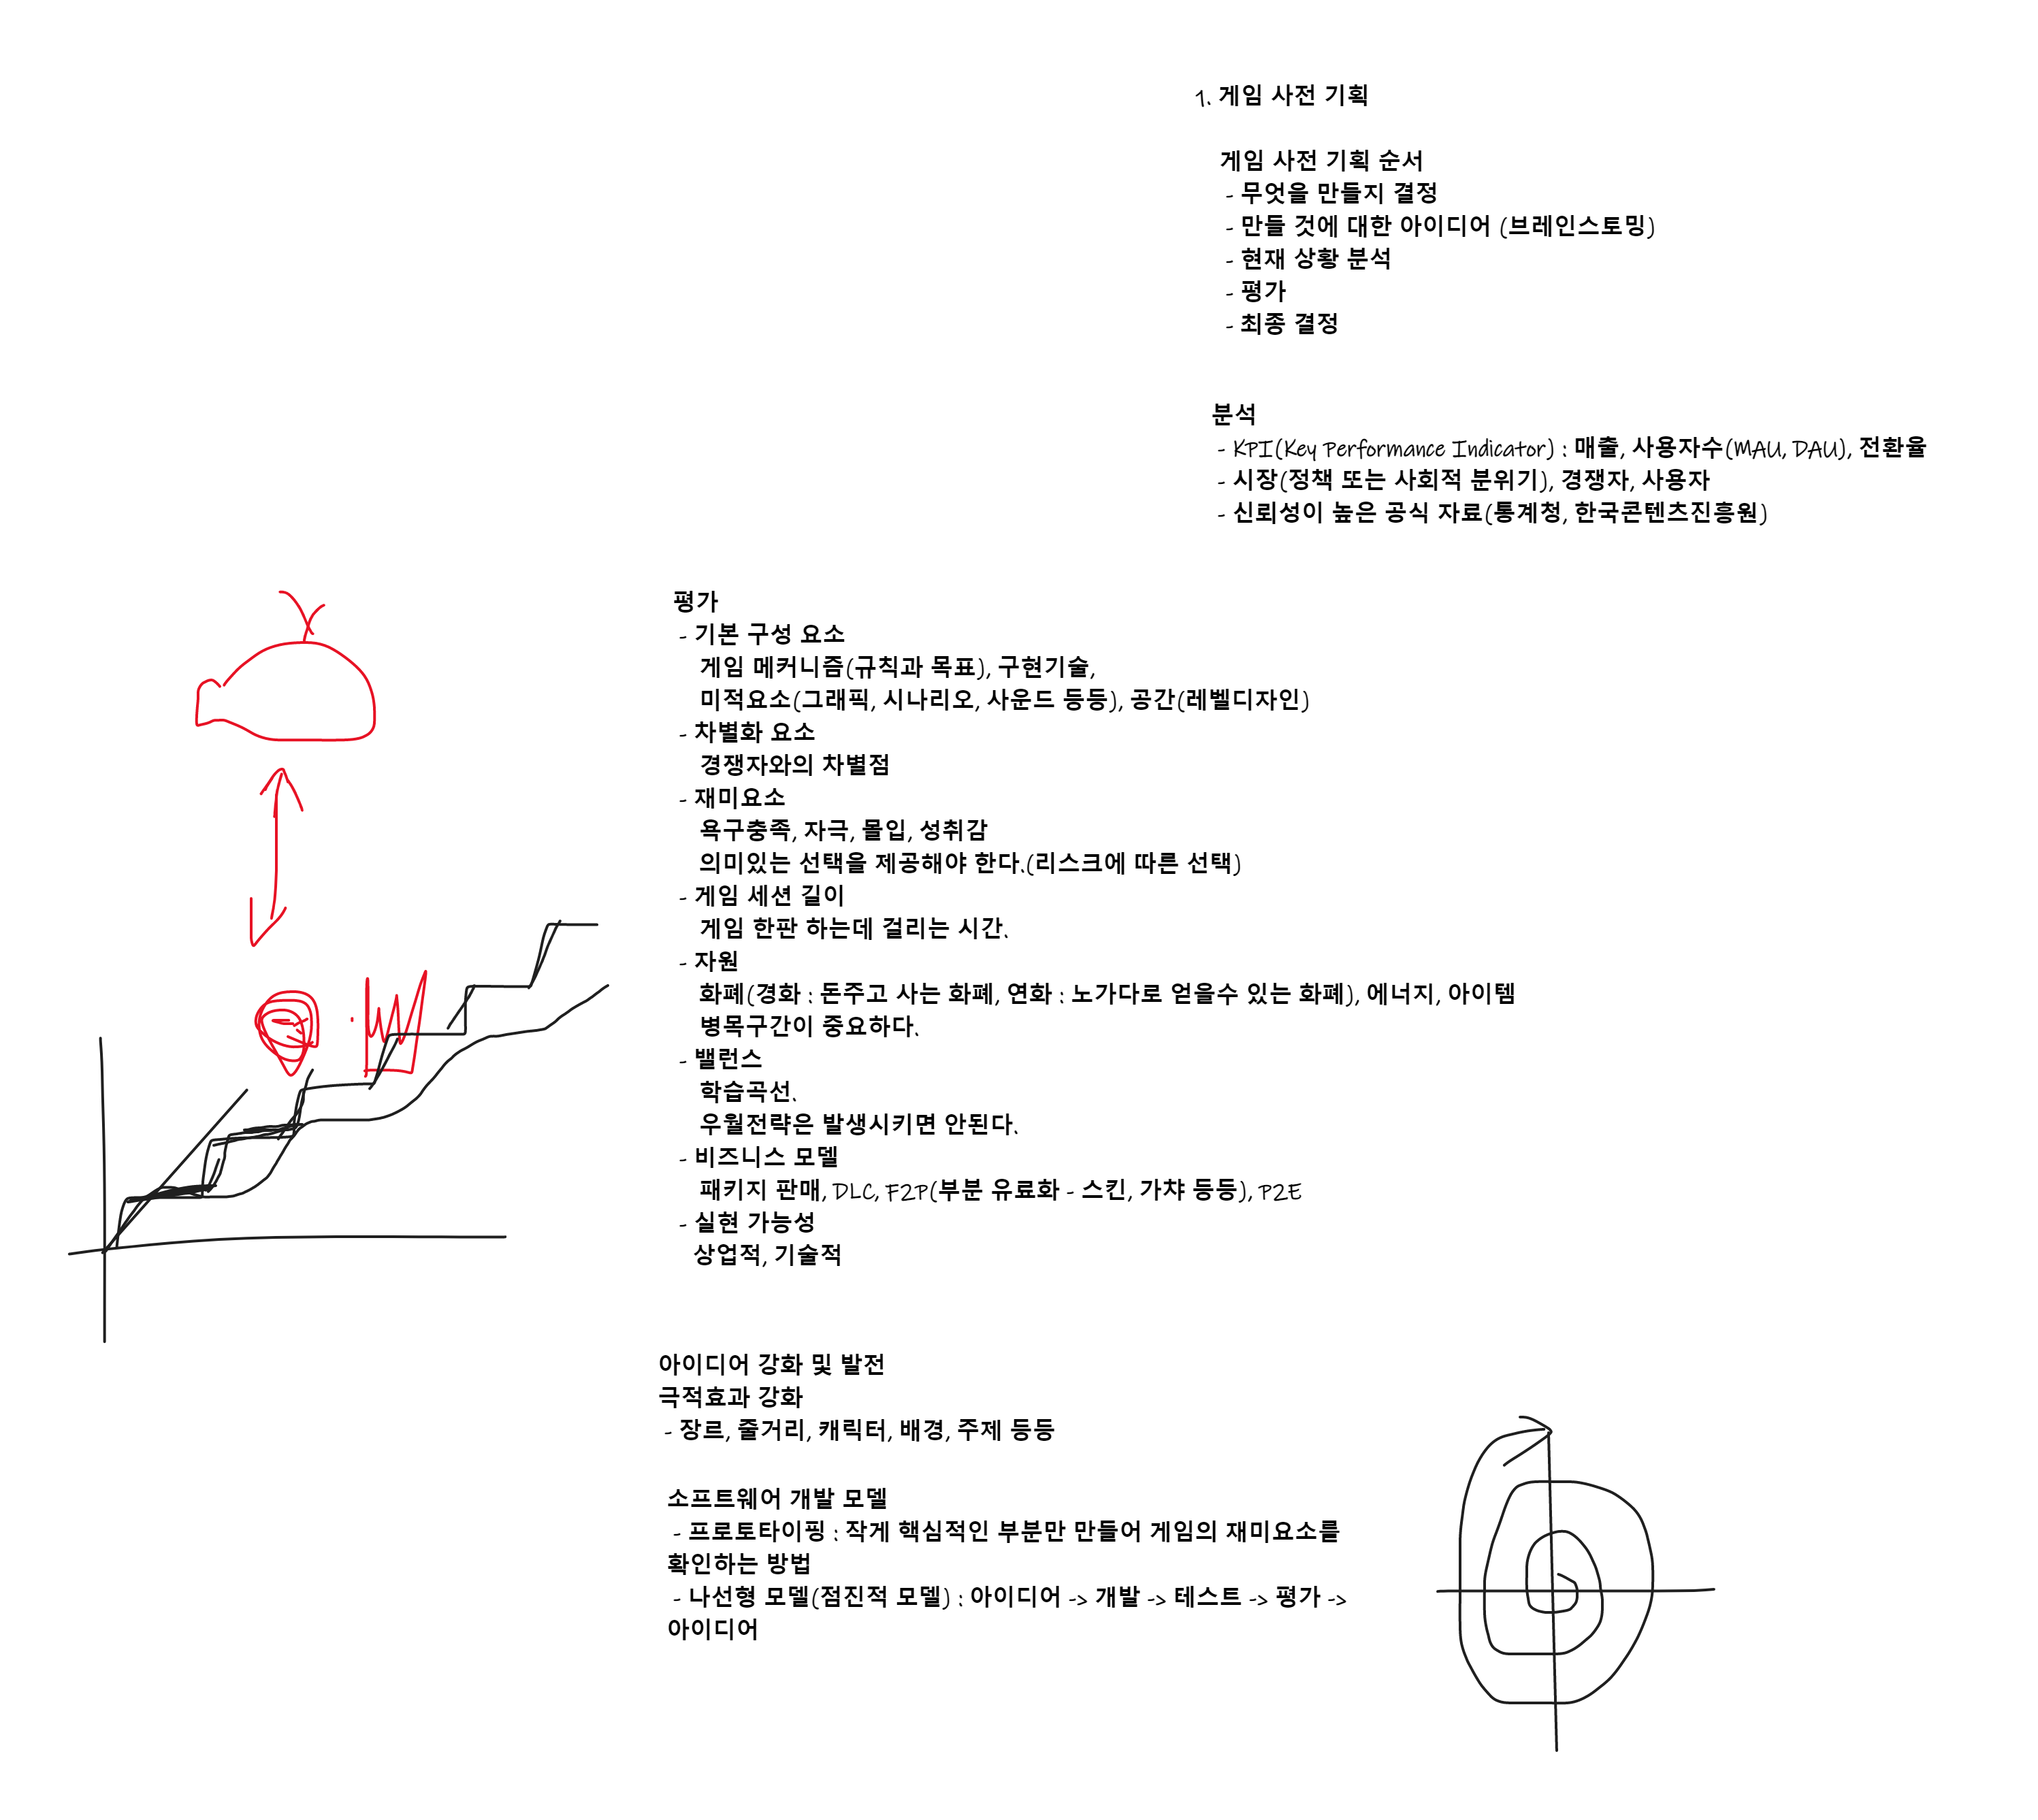 1. 게임 사전 기획
게임 사전 기획 순서
- 무엇을 만들지 결정
- 만들 것에 대한 아이디어 (브레인스토밍)
- 현재 상황 분석
- 평가
- 최종 결정
분석
- KPI(Key Performance Indicator) : 매출, 사용자수(MAU, DAU), 전환율
- 시장(정책 또는 사회적 분위기), 경쟁자, 사용자
- 신뢰성이 높은 공식 자료(통계청, 한국콘텐츠진흥원)
평가
- 기본 구성 요소
게임 메커니즘(규칙과 목표), 구현기술,
미적요소(그래픽, 시나리오, 사운드 등등), 공간(레벨디자인)
- 차별화 요소
경쟁자와의 차별점
- 재미요소
욕구충족, 자극, 몰입, 성취감
의미있는 선택을 제공해야 한다.(리스크에 따른 선택)
- 게임 세션 길이
게임 한판 하는데 걸리는 시간.
- 자원
화폐(경화 : 돈주고 사는 화폐, 연화 : 노가다로 얻을수 있는 화폐), 에너지, 아이템
병목구간이 중요하다.
- 밸런스
학습곡선.
우월전략은 발생시키면 안된다.
- 비즈니스 모델
패키지 판매, DLC, F2P(부분 유료화 - 스킨, 가챠 등등), P2E
- 실현 가능성
상업적, 기술적
아이디어 강화 및 발전
극적효과 강화
- 장르, 줄거리, 캐릭터, 배경, 주제 등등
소프트웨어 개발 모델
- 프로토타이핑 : 작게 핵심적인 부분만 만들어 게임의 재미요소를
확인하는 방법
- 나선형 모델(점진적 모델) : 아이디어 -> 개발 -> 테스트 -> 평가 ->
아이디어